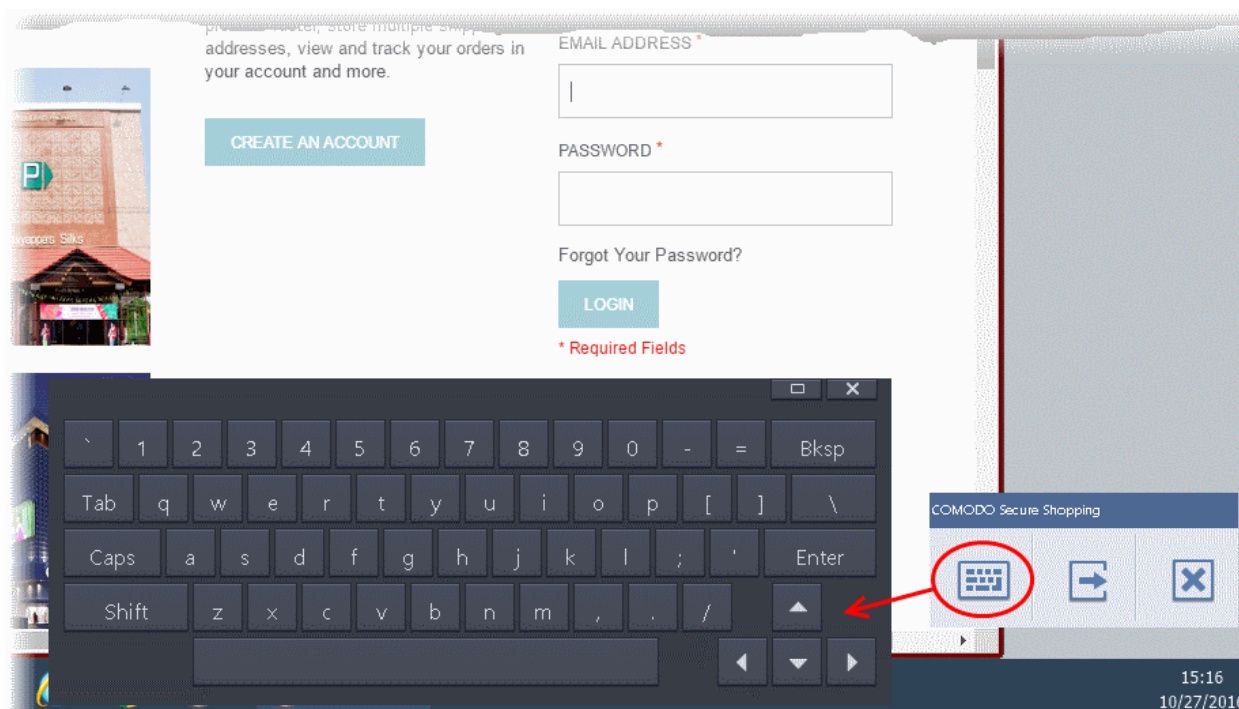 addresses, view and track your orders in
your account and more.
CREATE AN ACCOUNT
EMAIL ADDRESS *
PASSWORD *
Forgot Your Password?
LOGIN
* Required Fields
P
Silks
` 1 2 3 4 5 6 7 8 9 0 - = Bksp
Tab q w e r t y u i o p [ ] \
Caps a s d f g h j k l ; ' Enter
Shift z x c v b n m , . /
COMODO Secure Shopping
15:16
10/27/2016